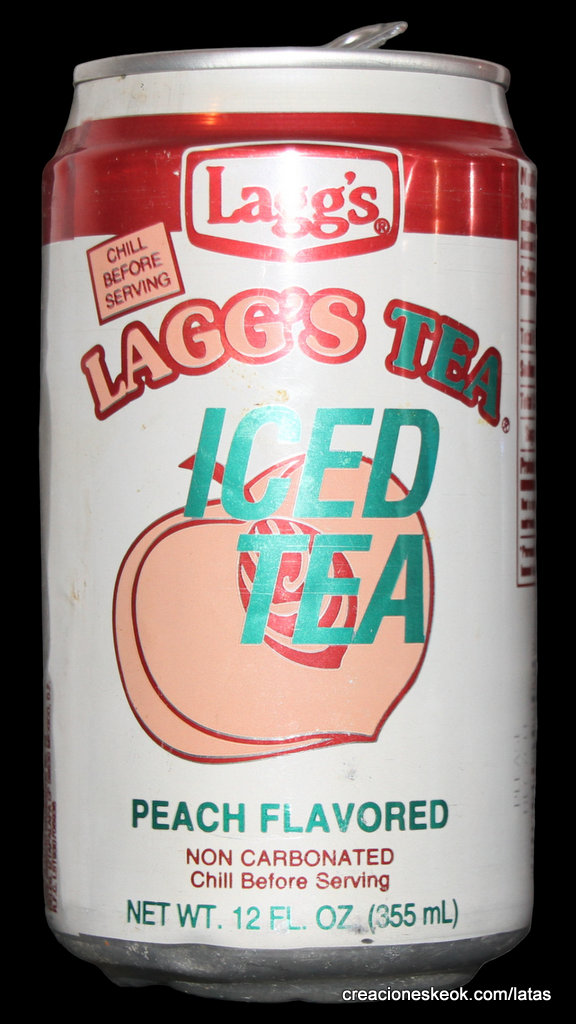 Lagg's®
CHILL
BEFORE
SERVING
LAGG'S TEA®
ICED
TEA
PEACH FLAVORED
NON CARBONATED
Chill Before Serving
NET WT. 12 FL. OZ. (355 mL)
creacioneskeok.com/latas